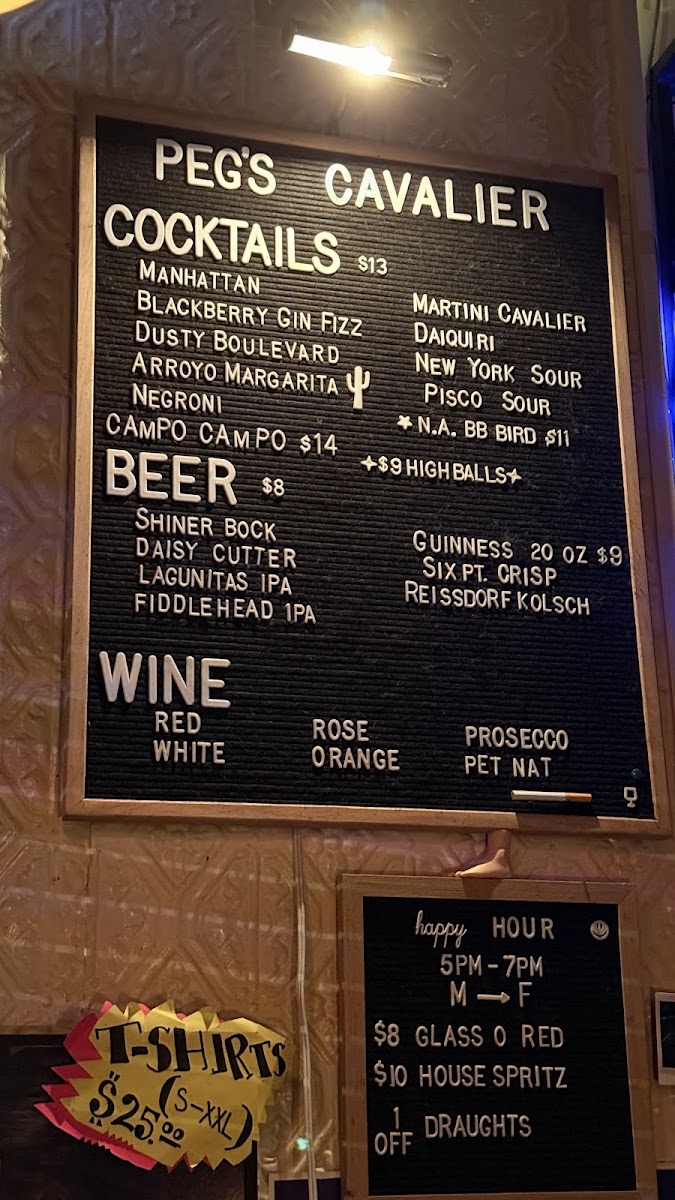 PEG'S CAVALIER
COCKTAILS $13
MANHATTAN
BLACKBERRY GIN FIZZ
DUSTY BOULEVARD
ARROYO MARGARITA
NEGRONI
CAMPO CAMPO $14
MARTINI CAVALIER
DAIQUIRI
NEW YORK SOUR
PISCO SOUR
*N.A. BB BIRD $11
+$9 HIGHBALLS+
BEER $8
SHINER BOCK
DAISY CUTTER
LAGUNITAS IPA
FIDDLEHEAD IPA
GUINNESS 20 OZ $9
SIX PT. CRISP
REISSDORF KOLSCH
WINE
RED
WHITE
ROSE
ORANGE
PROSECCO
PET NAT
happy HOUR
5PM-7PM
M → F
$8 GLASS O RED
$10 HOUSE SPRITZ
1 OFF DRAUGHTS
T-SHIRTS
(S-XXL)
$25.00